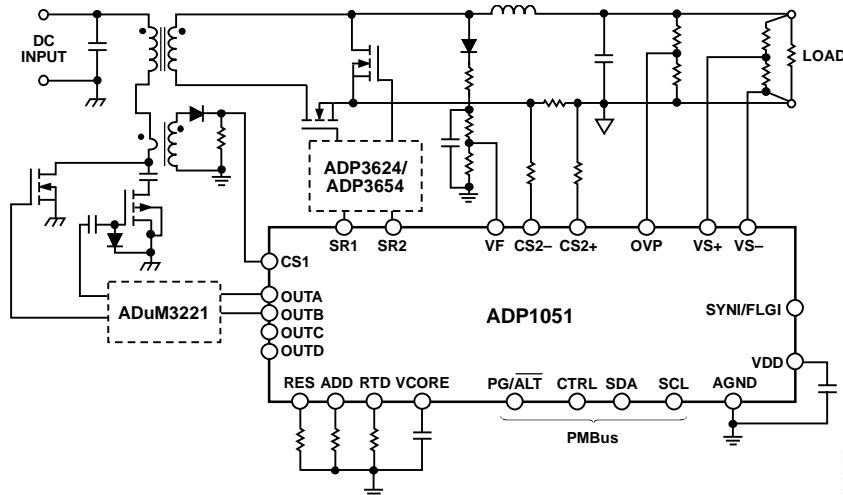 DC
INPUT
LOAD
ADP3624/
ADP3654
SR1 SR2 VF CS2– CS2+ OVP VS+ VS–
CS1
ADuM3221
OUTA
OUTB
OUTC
OUTD
ADP1051
SYNI/FLGI
VDD
RES ADD RTD VCORE PG/ALT CTRL SDA SCL AGND
PMBus